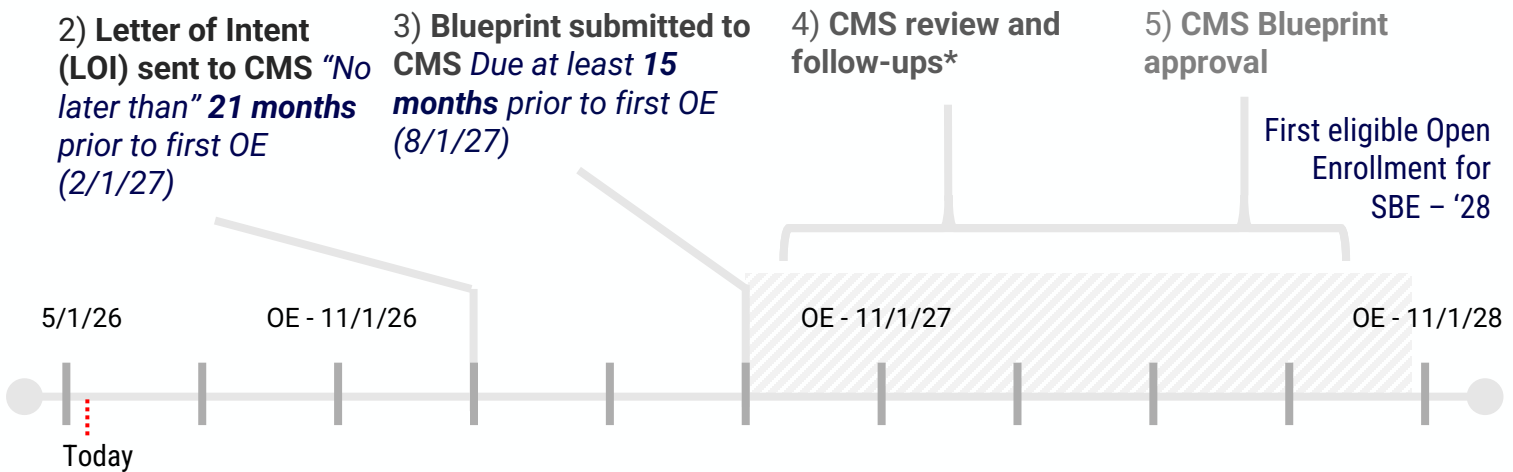 2) Letter of Intent
(LOI) sent to CMS “No
later than” 21 months
prior to first OE
(2/1/27)
3) Blueprint submitted to
CMS Due at least 15
months prior to first OE
(8/1/27)
4) CMS review and
follow-ups*
5) CMS Blueprint
approval
First eligible Open
Enrollment for
SBE – ‘28
5/1/26
OE - 11/1/26
OE - 11/1/27
OE - 11/1/28
Today